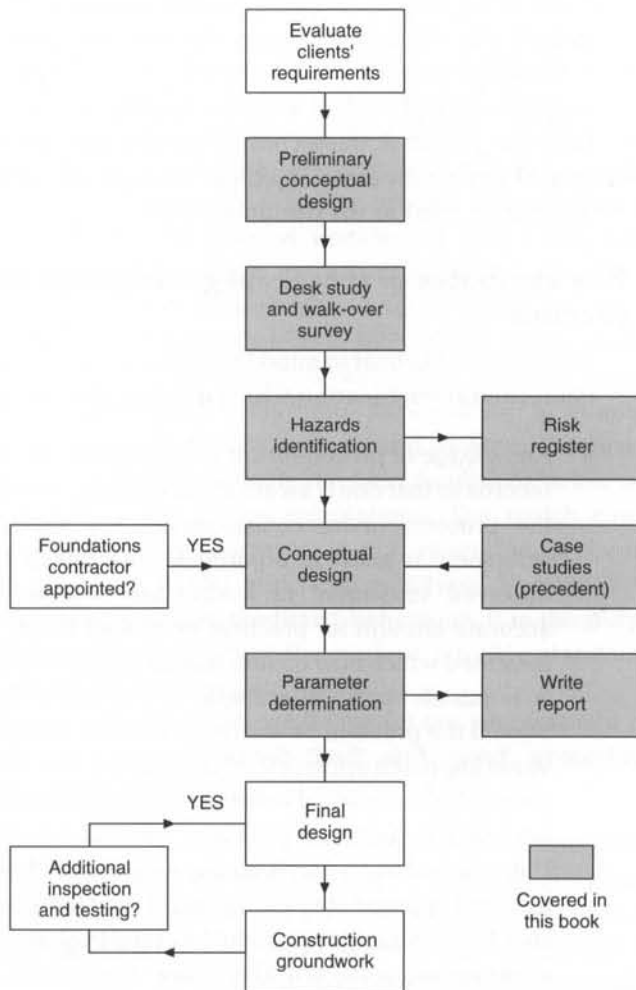 Evaluate
clients'
requirements
Preliminary
conceptual
design
Desk study
and walk-over
survey
Hazards
identification
Risk
register
Foundations
contractor
appointed?
YES
Conceptual
design
Case
studies
(precedent)
Parameter
determination
Write
report
YES
Final
design
Additional
inspection
and testing?
Covered in
this book
Construction
groundwork